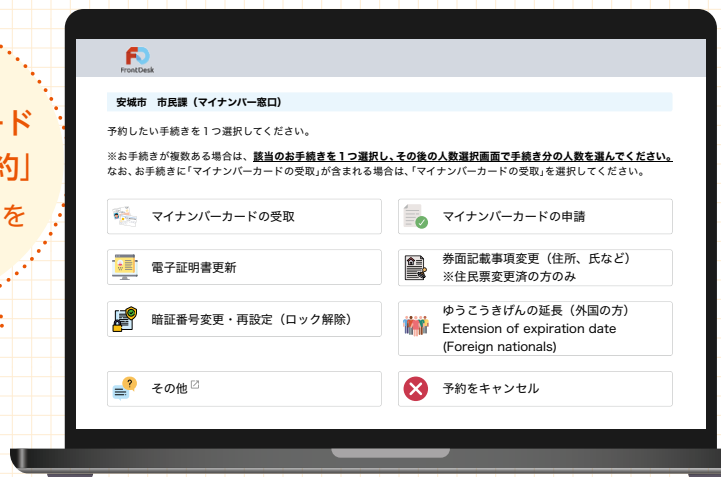 ード
約」
を
FrontDesk
安城市 市民課（マイナンバー窓口）
予約したい手続きを１つ選択してください。
※お手続きが複数ある場合は、該当のお手続きを１つ選択し、その後の人数選択画面で手続き分の人数を選んでください。
なお、お手続きに「マイナンバーカードの受取」が含まれる場合は、「マイナンバーカードの受取」を選択してください。
マイナンバーカードの受取
マイナンバーカードの申請
電子証明書更新
券面記載事項変更（住所、氏など）
※住民票変更済の方のみ
暗証番号変更・再設定（ロック解除）
ゆうこうきげんの延長（外国の方）
Extension of expiration date
(Foreign nationals)
その他
予約をキャンセル